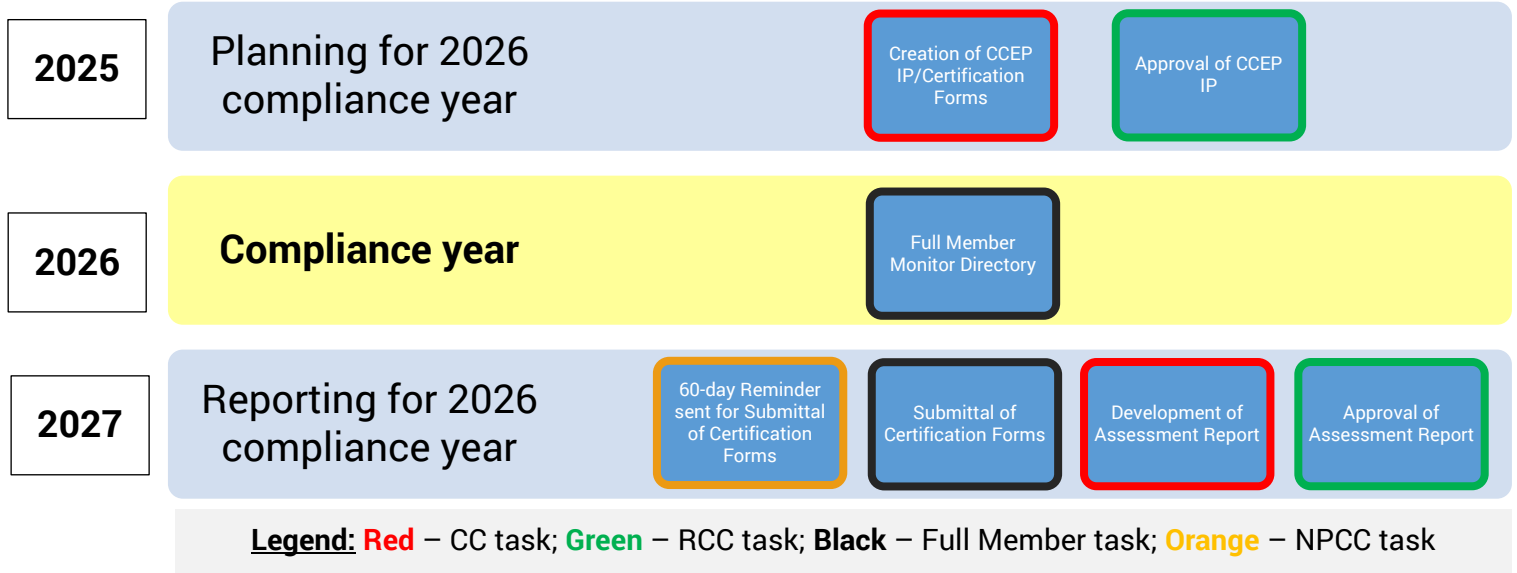 2025
Planning for 2026
compliance year
Creation of CCEP
IP/Certification
Forms
Approval of CCEP
IP
2026
Compliance year
Full Member
Monitor Directory
2027
Reporting for 2026
compliance year
60-day Reminder
sent for Submittal
of Certification
Forms
Submittal of
Certification Forms
Development of
Assessment Report
Approval of
Assessment Report
Legend: Red – CC task; Green – RCC task; Black – Full Member task; Orange – NPCC task